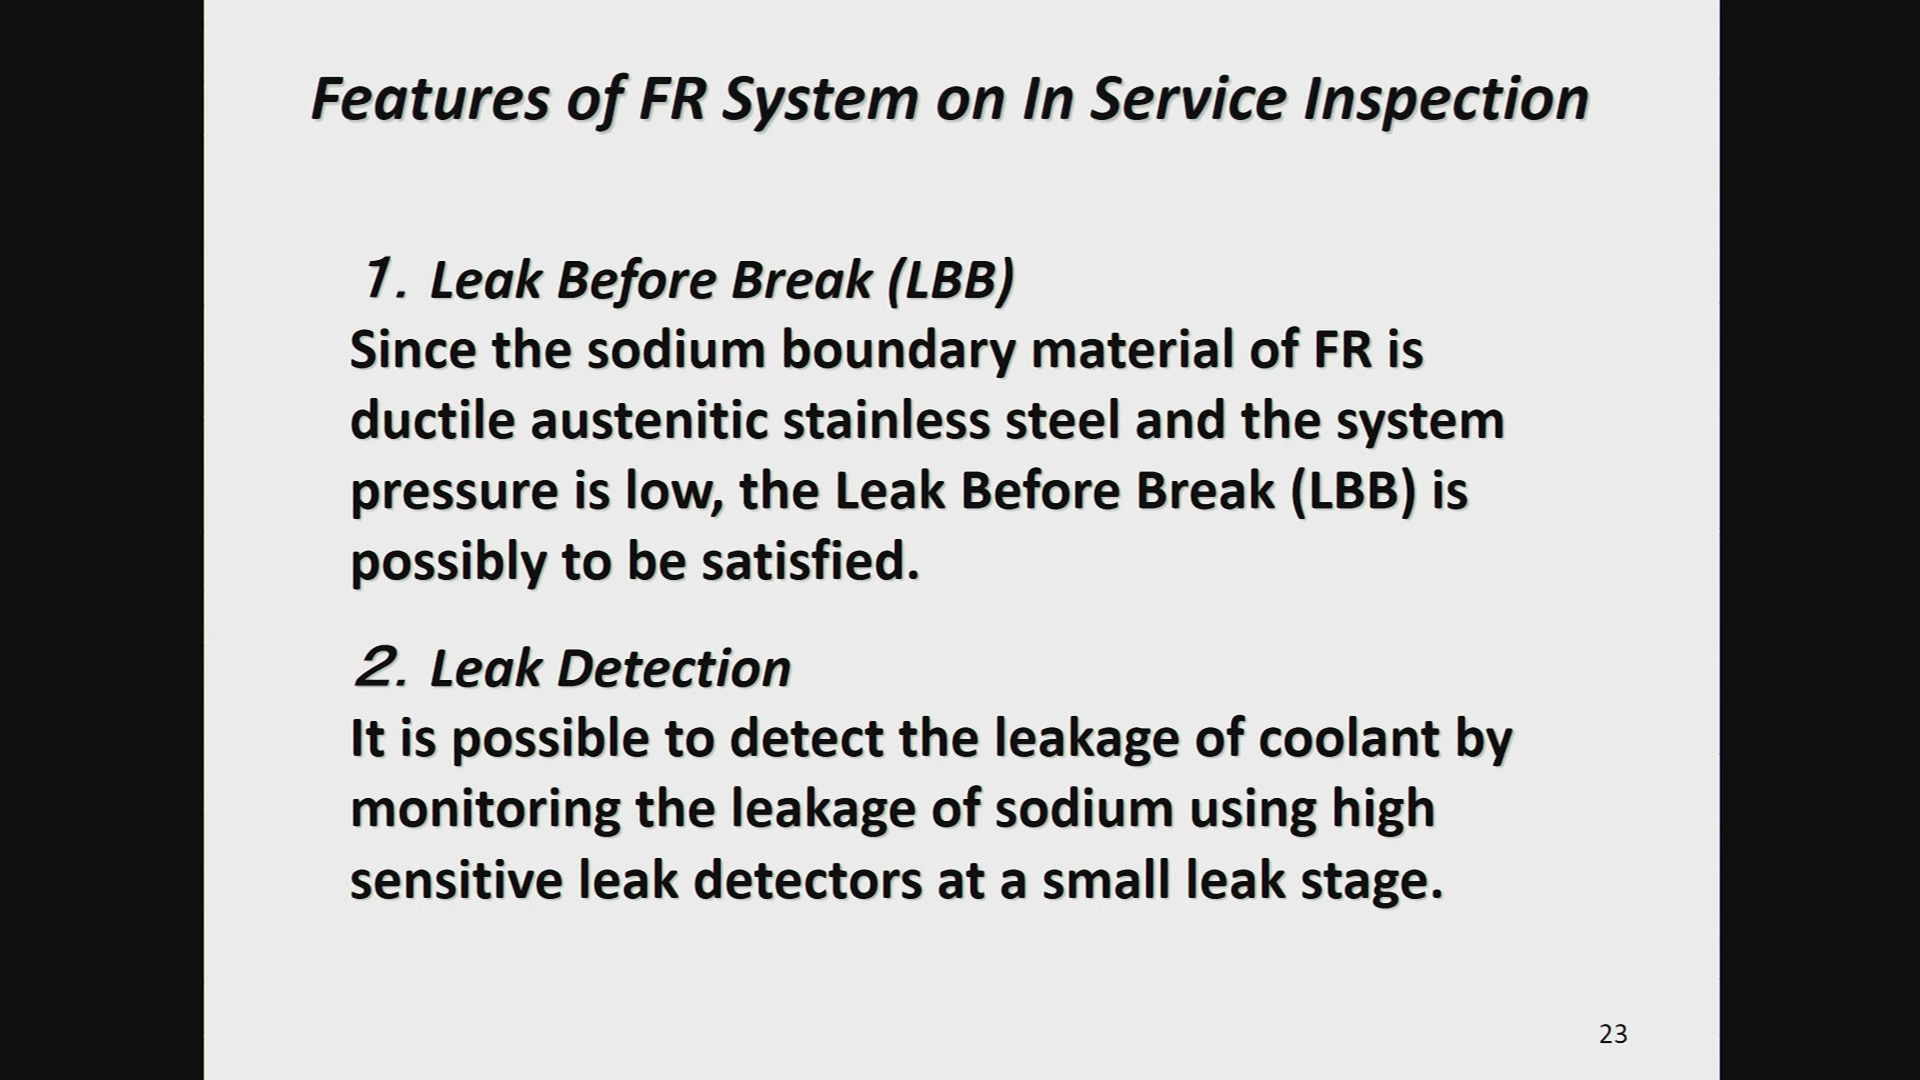 Features of FR System on In Service Inspection
1. Leak Before Break (LBB)
Since the sodium boundary material of FR is
ductile austenitic stainless steel and the system
pressure is low, the Leak Before Break (LBB) is
possibly to be satisfied.
2. Leak Detection
It is possible to detect the leakage of coolant by
monitoring the leakage of sodium using high
sensitive leak detectors at a small leak stage.
23